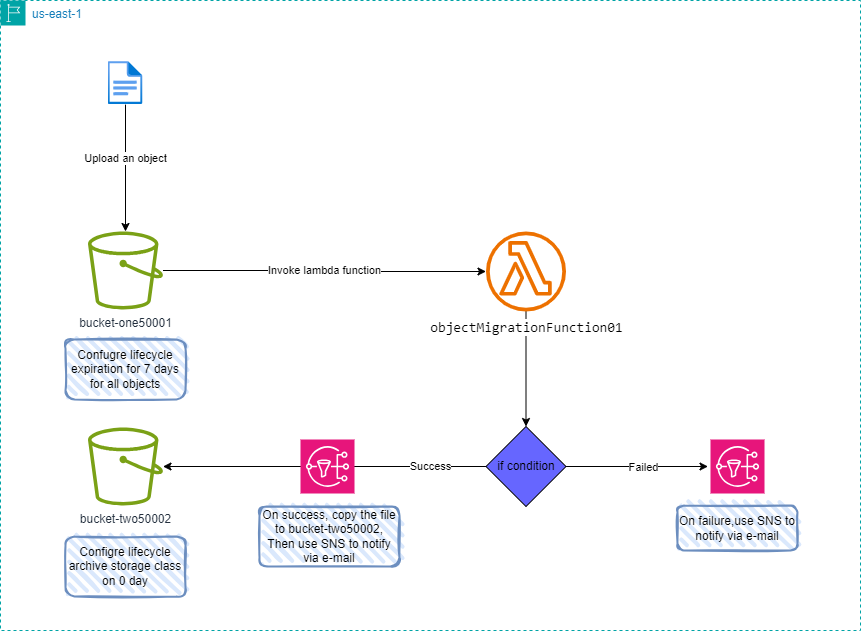 us-east-1
Upload an object
Invoke lambda function
bucket-one50001
objectMigrationFunction01
Confugre lifecycle
expiration for 7 days
for all objects
Success
if condition
Failed
bucket-two50002
On success, copy the file
to bucket-two50002,
Then use SNS to notify
via e-mail
On failure,use SNS to
notify via e-mail
Configre lifecycle
archive storage class
on 0 day